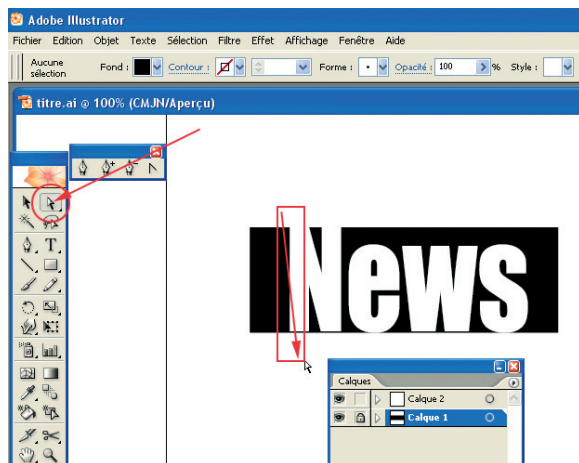 Adobe Illustrator
Fichier Edition Objet Texte Sélection Filtre Effet Affichage Fenêtre Aide
Aucune sélection Fond : Contour : Forme : Opacité : 100 % Style :
titre.ai @ 100% (CMJN/Aperçu)
T
News
Calques
Calque 2
Calque 1